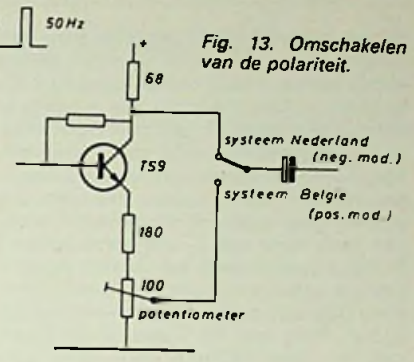 50Hz
Fig. 13. Omschakelen
van de polariteit.
+
68
systeem Nederland
(neg. mod.)
T59
systeem Belgie
(pos. mod.)
180
100
potentiometer